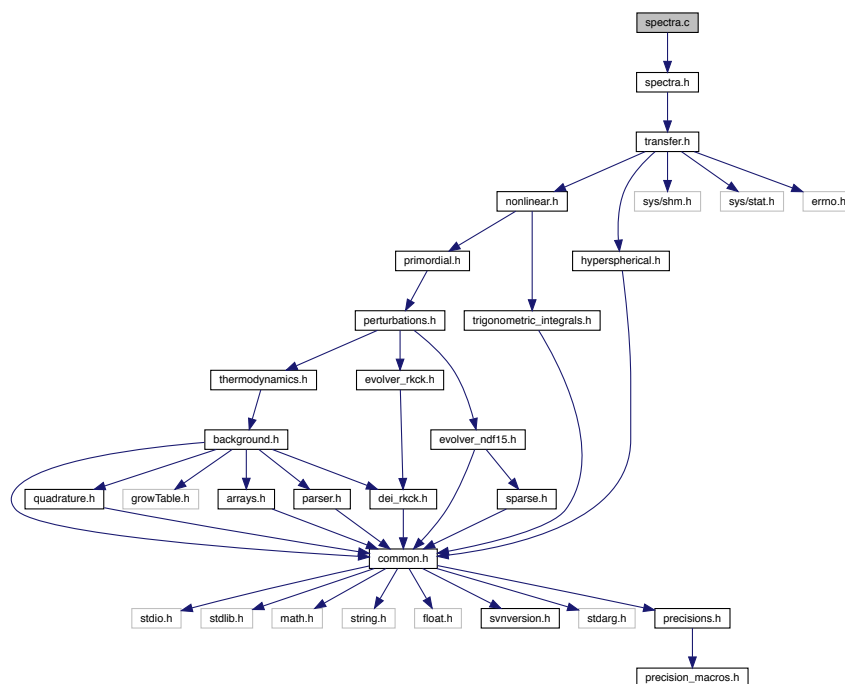 spectra.c
spectra.h
transfer.h
nonlinear.h
sys/shm.h
sys/stat.h
errno.h
primordial.h
hyperspherical.h
perturbations.h
trigonometric_integrals.h
thermodynamics.h
evolver_rkck.h
background.h
evolver_ndf15.h
quadrature.h
growTable.h
arrays.h
parser.h
dei_rkck.h
sparse.h
common.h
stdio.h
stdlib.h
math.h
string.h
float.h
svnversion.h
stdarg.h
precisions.h
precision_macros.h